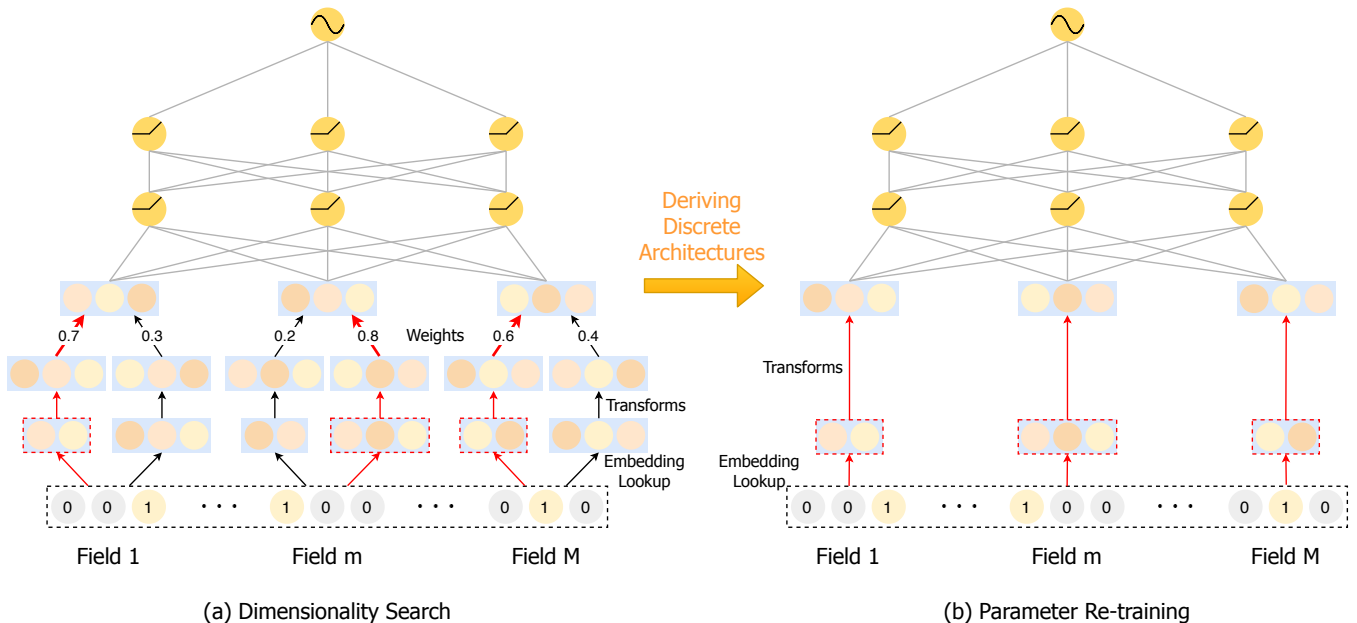 Deriving
Discrete
Architectures
0.7
0.3
0.2
0.8
Weights
0.6
0.4
Transforms
Embedding
Lookup
0 0 1 · · · 1 0 0 · · · 0 1 0
Field 1
Field m
Field M
(a) Dimensionality Search
Transforms
Embedding
Lookup
0 0 1 · · · 1 0 0 · · · 0 1 0
Field 1
Field m
Field M
(b) Parameter Re-training